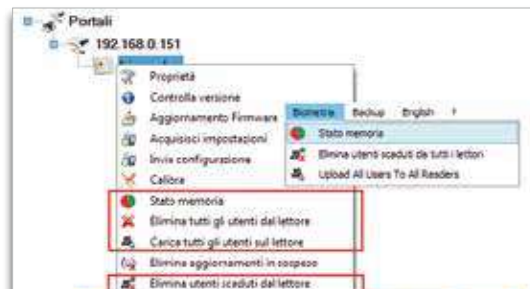 Portali
192.168.0.151
Proprietà
Controlla versione
Aggiornamento Firmware
Acquisisci impostazioni
Invia configurazione
Calibra
Stato memoria
Elimina tutti gli utenti dal lettore
Carica tutti gli utenti sul lettore
Elimina aggiornamenti in sospeso
Elimina utenti scaduti dal lettore
Biometria Backup English ?
Stato memoria
Elimina utenti scaduti da tutti i lettori
Upload All Users To All Readers